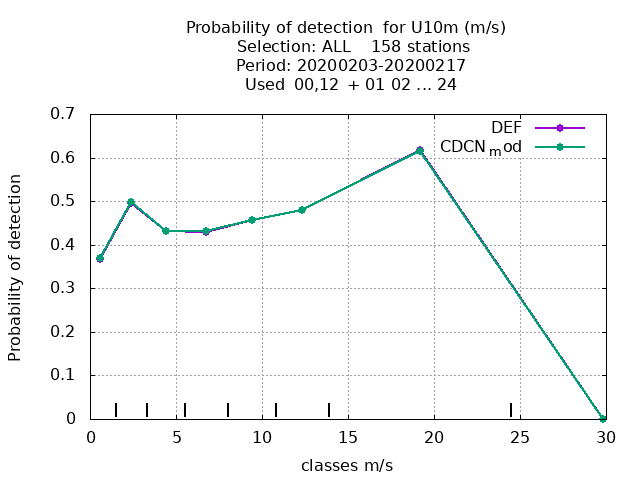 Probability of detection  for U10m (m/s)
Selection: ALL    158 stations
Period: 20200203-20200217
Used  00,12  + 01 02 ... 24
DEF
CDCNmod
0.7
0.6
0.5
0.4
0.3
0.2
0.1
0
Probability of detection
0 5 10 15 20 25 30
classes m/s